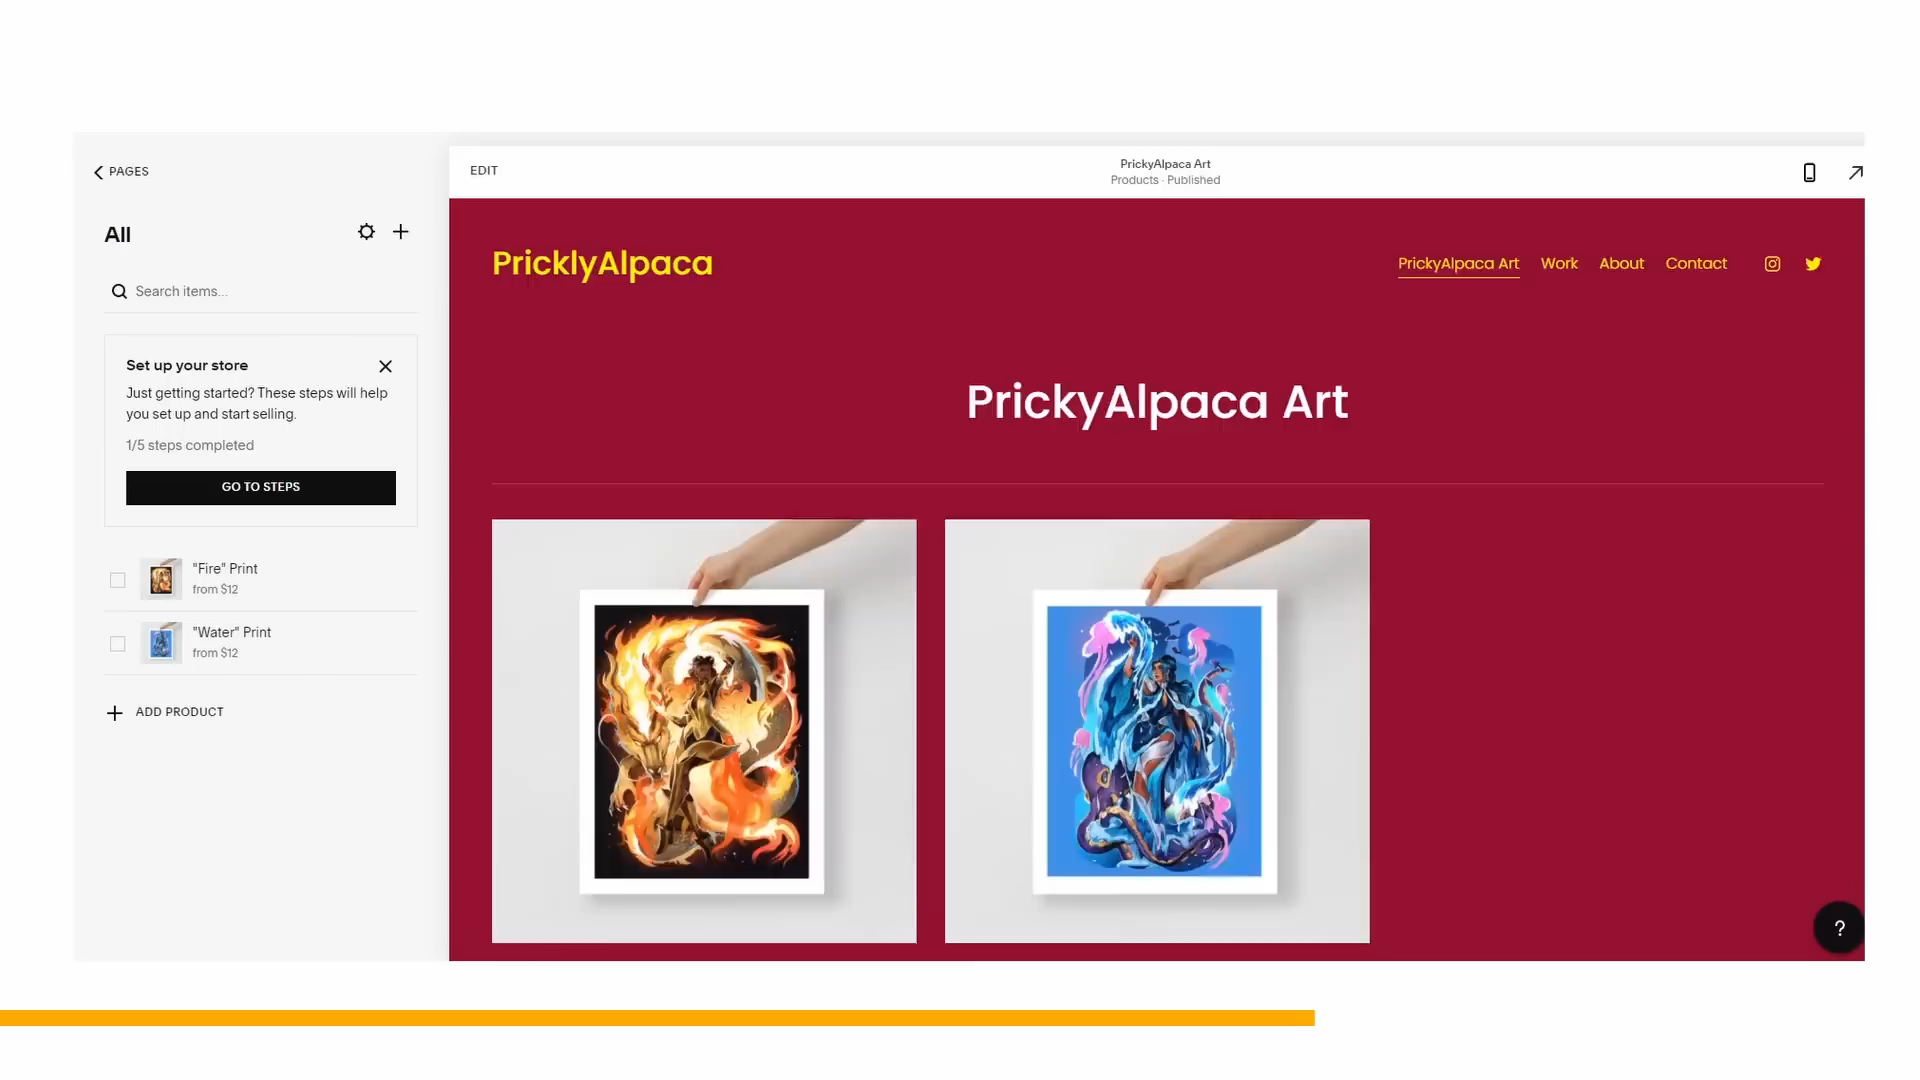 PAGES
EDIT
PrickyAlpaca Art
Products · Published
All
Search items...
Set up your store
Just getting started? These steps will help
you set up and start selling.
1/5 steps completed
GO TO STEPS
"Fire" Print
from $12
"Water" Print
from $12
ADD PRODUCT
PricklyAlpaca
PrickyAlpaca Art
Work
About
Contact
PrickyAlpaca Art
?